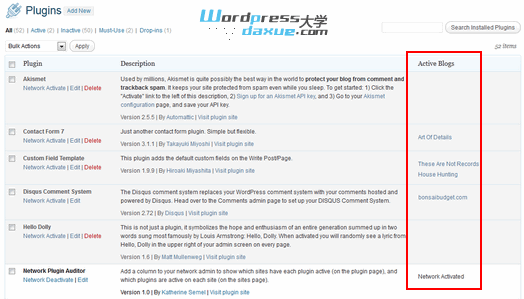 Plugins Add New
Wordpress大学
daxue.com
All (52) | Active (2) | Inactive (50) | Must-Use (2) | Drop-ins (1)
Search Installed Plugins
Bulk Actions Apply 52 items
Plugin Description Active Blogs
Akismet Used by millions, Akismet is quite possibly the best way in the world to protect your blog from comment and
Network Activate | Edit | Delete trackback spam. It keeps your site protected from spam even while you sleep. To get started: 1) Click the
"Activate" link to the left of this description, 2) Sign up for an Akismet API key, and 3) Go to your Akismet
configuration page, and save your API key.
Version 2.5.5 | By Automattic | Visit plugin site
Contact Form 7 Just another contact form plugin. Simple but flexible. Art Of Details
Network Activate | Edit | Delete
Version 3.1.1 | By Takayuki Miyoshi | Visit plugin site
Custom Field Template This plugin adds the default custom fields on the Write Post/Page. These Are Not Records
Network Activate | Edit | Delete House Hunting
Version 1.9.9 | By Hiroaki Miyashita | Visit plugin site
Disqus Comment System The Disqus comment system replaces your WordPress comment system with your comments hosted bonsaibudget.com
Network Activate | Edit and powered by Disqus. Head over to the Comments admin page to set up your DISQUS Comment System.
Version 2.72 | By Disqus | Visit plugin site
Hello Dolly This is not just a plugin, it symbolizes the hope and enthusiasm of an entire generation summed up in two
Network Activate | Edit | Delete words sung most famously by Louis Armstrong: Hello, Dolly. When activated you will randomly see a lyric from
Hello, Dolly in the upper right of your admin screen on every page.
Version 1.6 | By Matt Mullenweg | Visit plugin site
Network Plugin Auditor Add a column to your network admin to show which sites have each plugin active (on the plugin page), and Network Activated
Network Deactivate | Edit which plugins are active on each site (on the sites page).
Version 1.0 | By Katherine Semel | Visit plugin site